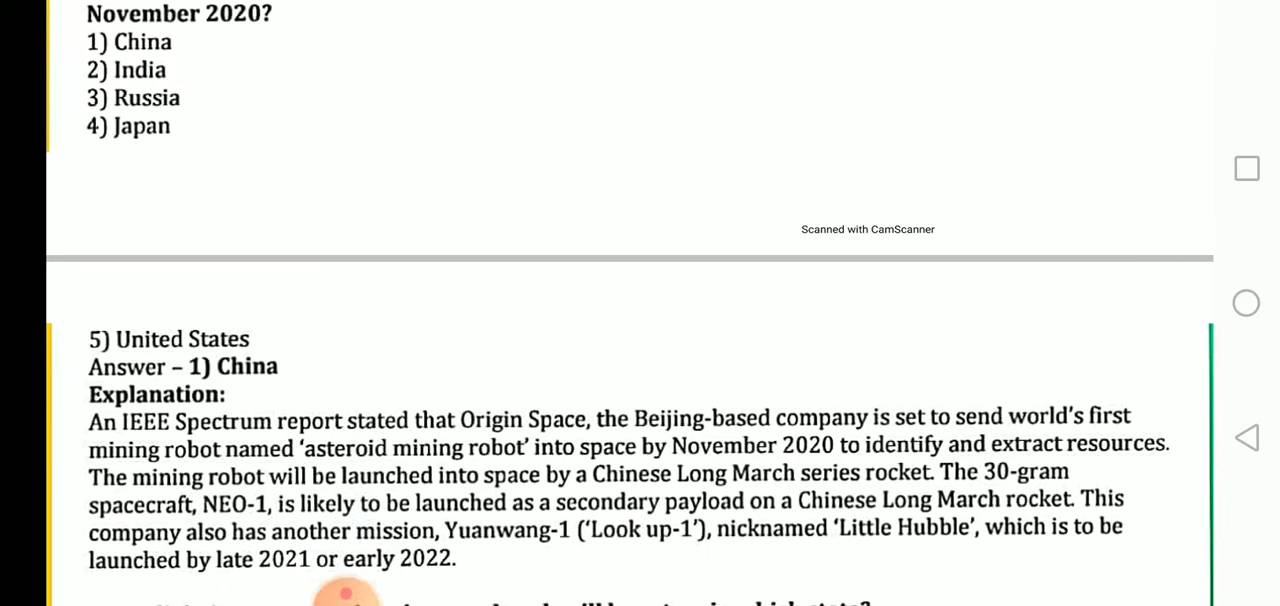 November 2020?
1) China
2) India
3) Russia
4) Japan
Scanned with CamScanner
5) United States
Answer – 1) China
Explanation:
An IEEE Spectrum report stated that Origin Space, the Beijing-based company is set to send world's first
mining robot named 'asteroid mining robot' into space by November 2020 to identify and extract resources.
The mining robot will be launched into space by a Chinese Long March series rocket. The 30-gram
spacecraft, NEO-1, is likely to be launched as a secondary payload on a Chinese Long March rocket. This
company also has another mission, Yuanwang-1 ('Look up-1'), nicknamed 'Little Hubble', which is to be
launched by late 2021 or early 2022.